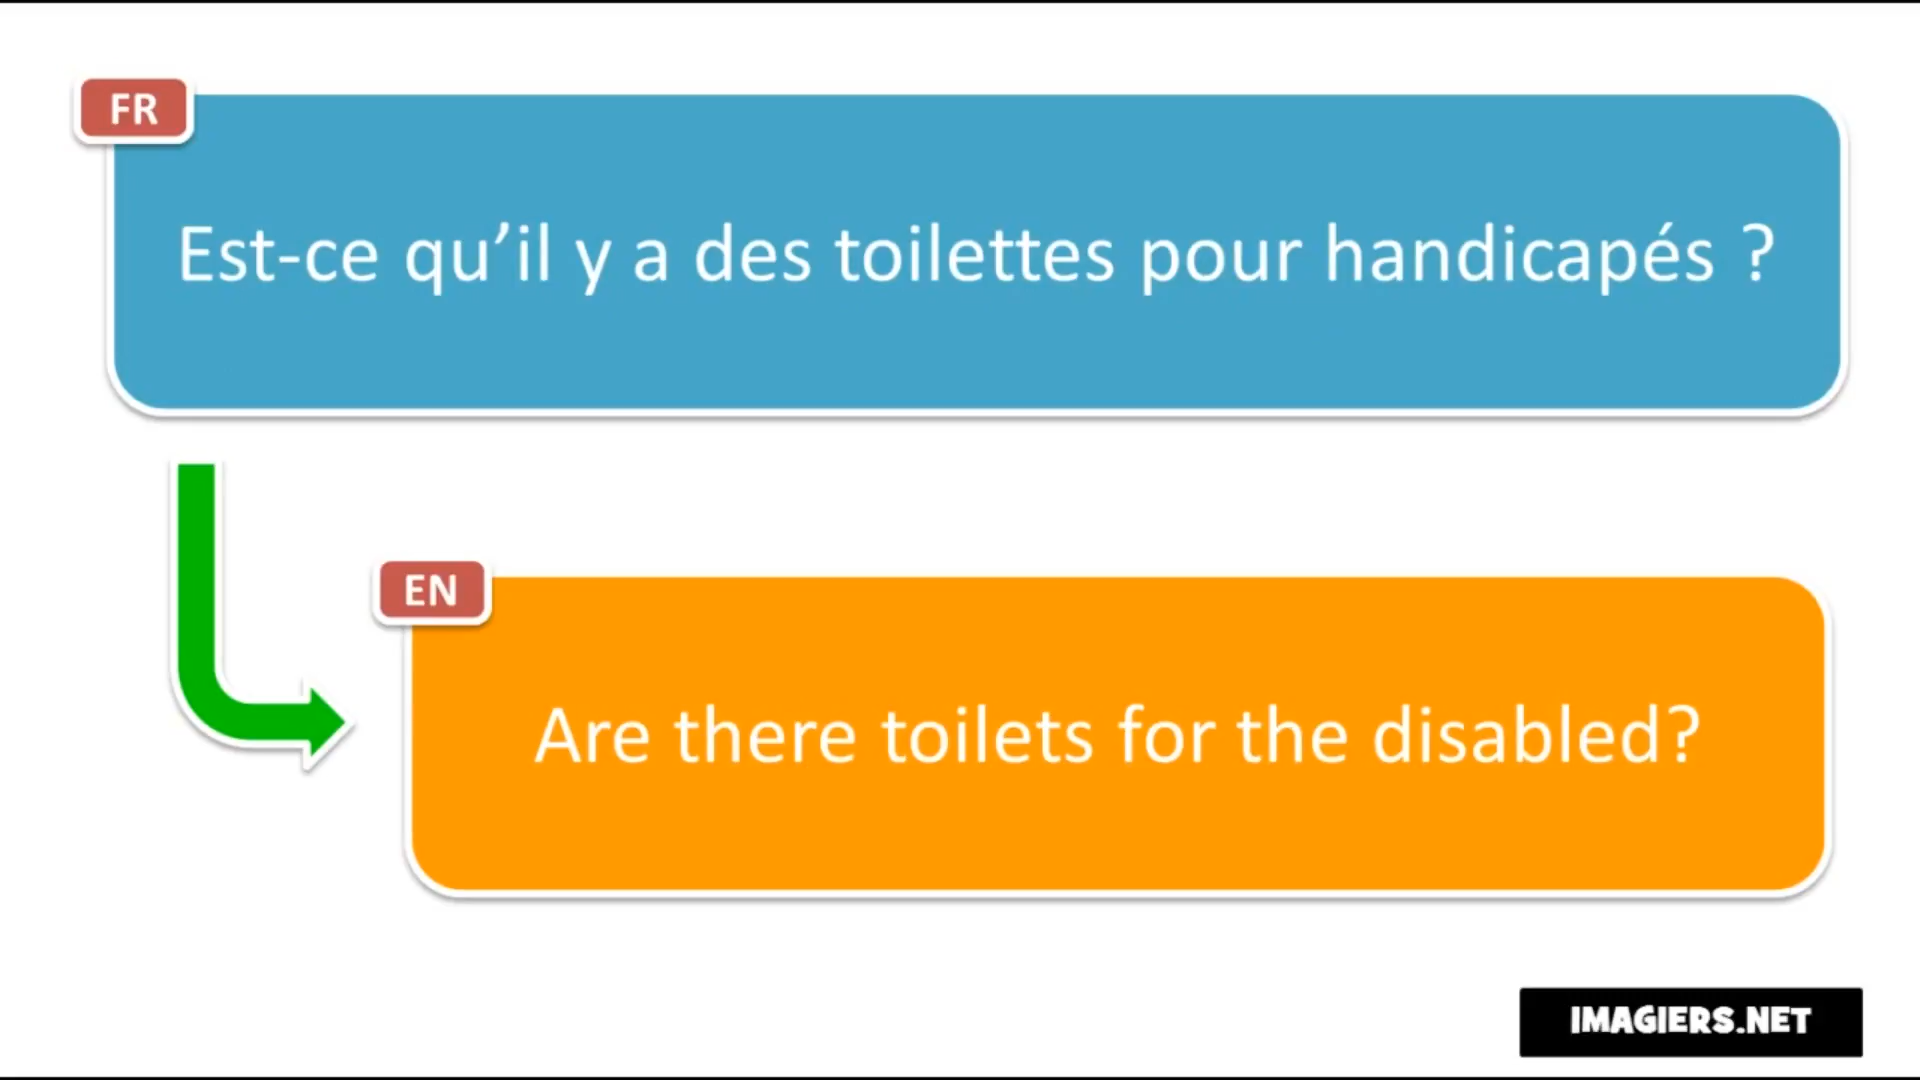 FR
Est-ce qu’il y a des toilettes pour handicapés ?
EN
Are there toilets for the disabled?
IMAGIERS.NET